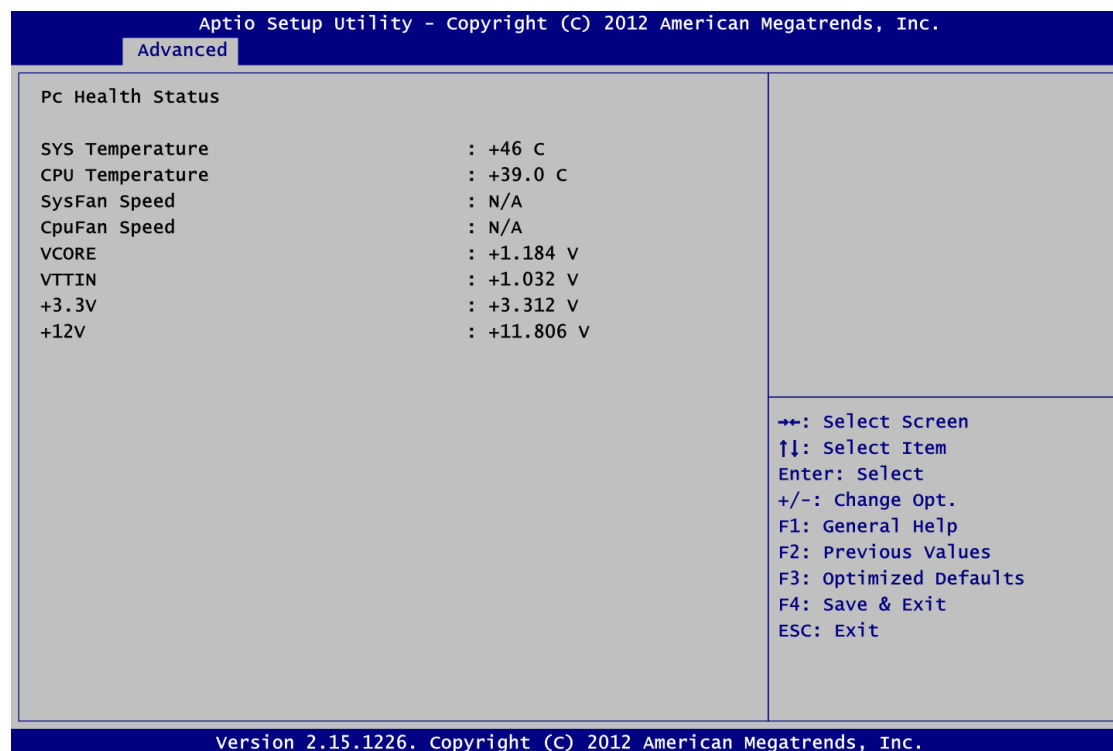 Aptio Setup Utility - Copyright (C) 2012 American Megatrends, Inc.
Advanced
Pc Health Status
SYS Temperature : +46 C
CPU Temperature : +39.0 C
SysFan Speed : N/A
CpuFan Speed : N/A
VCORE : +1.184 V
VTTIN : +1.032 V
+3.3V : +3.312 V
+12V : +11.806 V
→←: Select Screen
↑↓: Select Item
Enter: Select
+/-: Change Opt.
F1: General Help
F2: Previous Values
F3: Optimized Defaults
F4: Save & Exit
ESC: Exit
Version 2.15.1226. Copyright (C) 2012 American Megatrends, Inc.